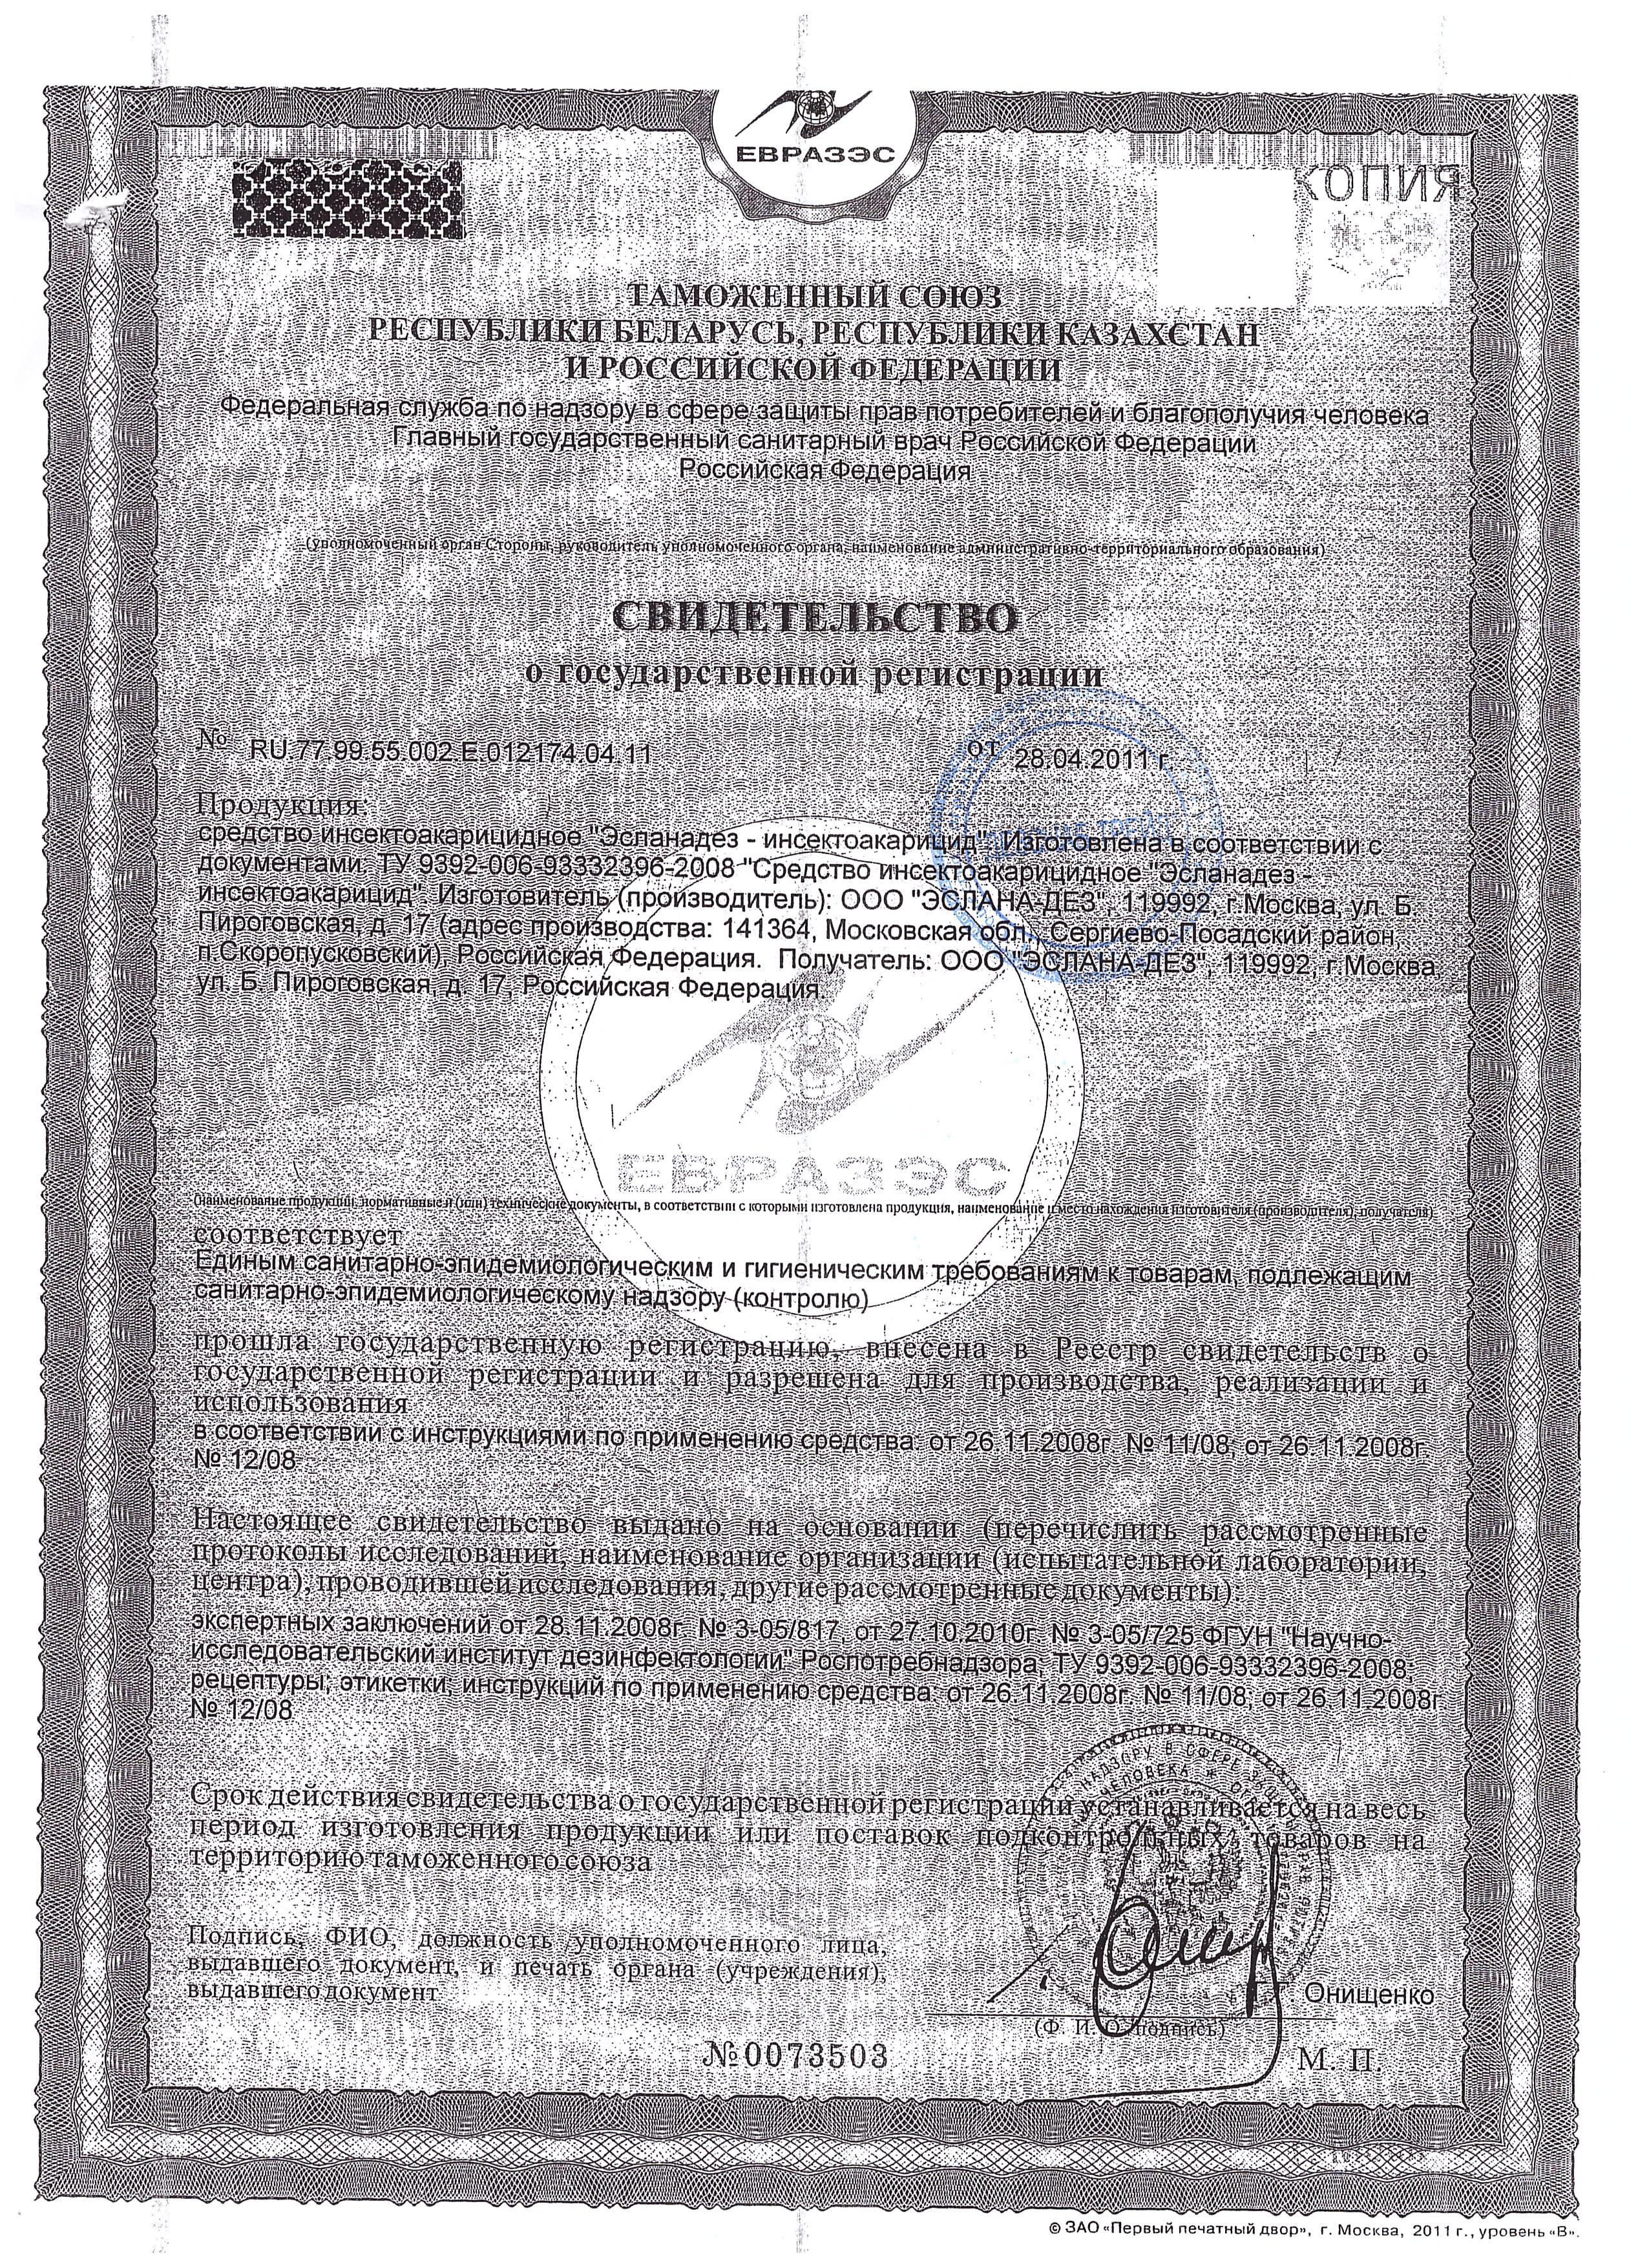 ЕВРАЗЭС
КОПИЯ
ТАМОЖЕННЫЙ СОЮЗ
РЕСПУБЛИКИ БЕЛАРУСЬ, РЕСПУБЛИКИ КАЗАХСТАН
И РОССИЙСКОЙ ФЕДЕРАЦИИ
Федеральная служба по надзору в сфере защиты прав потребителей и благополучия человека
Главный государственный санитарный врач Российской Федерации
Российская Федерация
(уполномоченный орган Стороны, руководитель уполномоченного органа, наименование административно-территориального образования)
СВИДЕТЕЛЬСТВО
о государственной регистрации
№ RU.77.99.55.002.Е.012174.04.11 от 28.04.2011 г.
Продукция:
средство инсектоакарицидное "Эсланадез - инсектоакарицид". Изготовлена в соответствии с
документами: ТУ 9392-006-93332396-2008 "Средство инсектоакарицидное "Эсланадез -
инсектоакарицид". Изготовитель (производитель): ООО "ЭСЛАНА-ДЕЗ", 119992, г.Москва, ул. Б.
Пироговская, д. 17 (адрес производства: 141364, Московская обл., Сергиево-Посадский район,
п.Скоропусковский), Российская Федерация. Получатель: ООО "ЭСЛАНА-ДЕЗ", 119992, г.Москва,
ул. Б. Пироговская, д. 17, Российская Федерация.
ЕВРАЗЭС
(наименование продукции, нормативные и (или) технические документы, в соответствии с которыми изготовлена продукция, наименование и место нахождения изготовителя (производителя), получателя)
соответствует
Единым санитарно-эпидемиологическим и гигиеническим требованиям к товарам, подлежащим
санитарно-эпидемиологическому надзору (контролю)
прошла государственную регистрацию, внесена в Реестр свидетельств о
государственной регистрации и разрешена для производства, реализации и
использования
в соответствии с инструкциями по применению средства: от 26.11.2008г. № 11/08; от 26.11.2008г.
№ 12/08
Настоящее свидетельство выдано на основании (перечислить рассмотренные
протоколы исследований, наименование организации (испытательной лаборатории,
центра), проводившей исследования, другие рассмотренные документы):
экспертных заключений от 28.11.2008г. № 3-05/817, от 27.10.2010г. № 3-05/725 ФГУН "Научно-
исследовательский институт дезинфектологии" Роспотребнадзора; ТУ 9392-006-93332396-2008;
рецептуры; этикетки; инструкций по применению средства: от 26.11.2008г. № 11/08; от 26.11.2008г
№ 12/08
Срок действия свидетельства о государственной регистрации устанавливается на весь
период изготовления продукции или поставок подконтрольных товаров на
территорию таможенного союза
Подпись, ФИО, должность уполномоченного лица,
выдавшего документ, и печать органа (учреждения),
выдавшего документ
Онищенко
(Ф. И. О./подпись)
№0073503
М. П.
© ЗАО «Первый печатный двор», г. Москва, 2011 г., уровень «В».